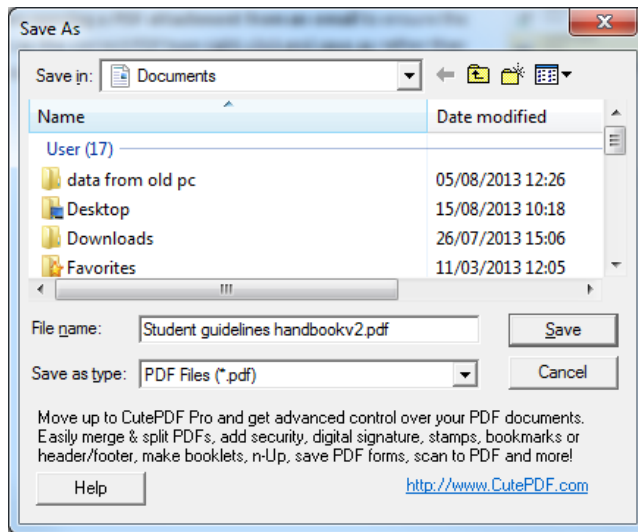 Save As
Save in: Documents
Name Date modified
User (17)
data from old pc 05/08/2013 12:26
Desktop 15/08/2013 10:18
Downloads 26/07/2013 15:06
Favorites 11/03/2013 12:05
File name: Student guidelines handbookv2.pdf Save
Save as type: PDF Files (*.pdf) Cancel
Move up to CutePDF Pro and get advanced control over your PDF documents.
Easily merge & split PDFs, add security, digital signature, stamps, bookmarks or
header/footer, make booklets, n-Up, save PDF forms, scan to PDF and more!
Help http://www.CutePDF.com